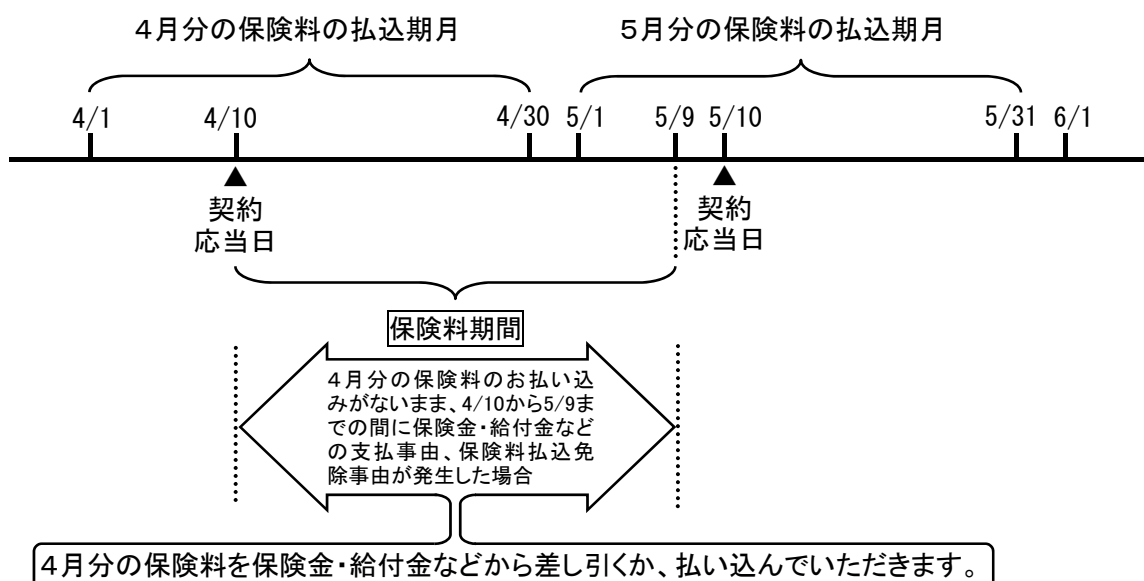 ４月分の保険料の払込期月 ５月分の保険料の払込期月
4/1 4/10 4/30 5/1 5/9 5/10 5/31 6/1
契約 契約
応当日 応当日
保険料期間
４月分の保険料のお払い込
みがないまま、4/10から5/9ま
での間に保険金・給付金など
の支払事由、保険料払込免
除事由が発生した場合
４月分の保険料を保険金・給付金などから差し引くか、払い込んでいただきます。